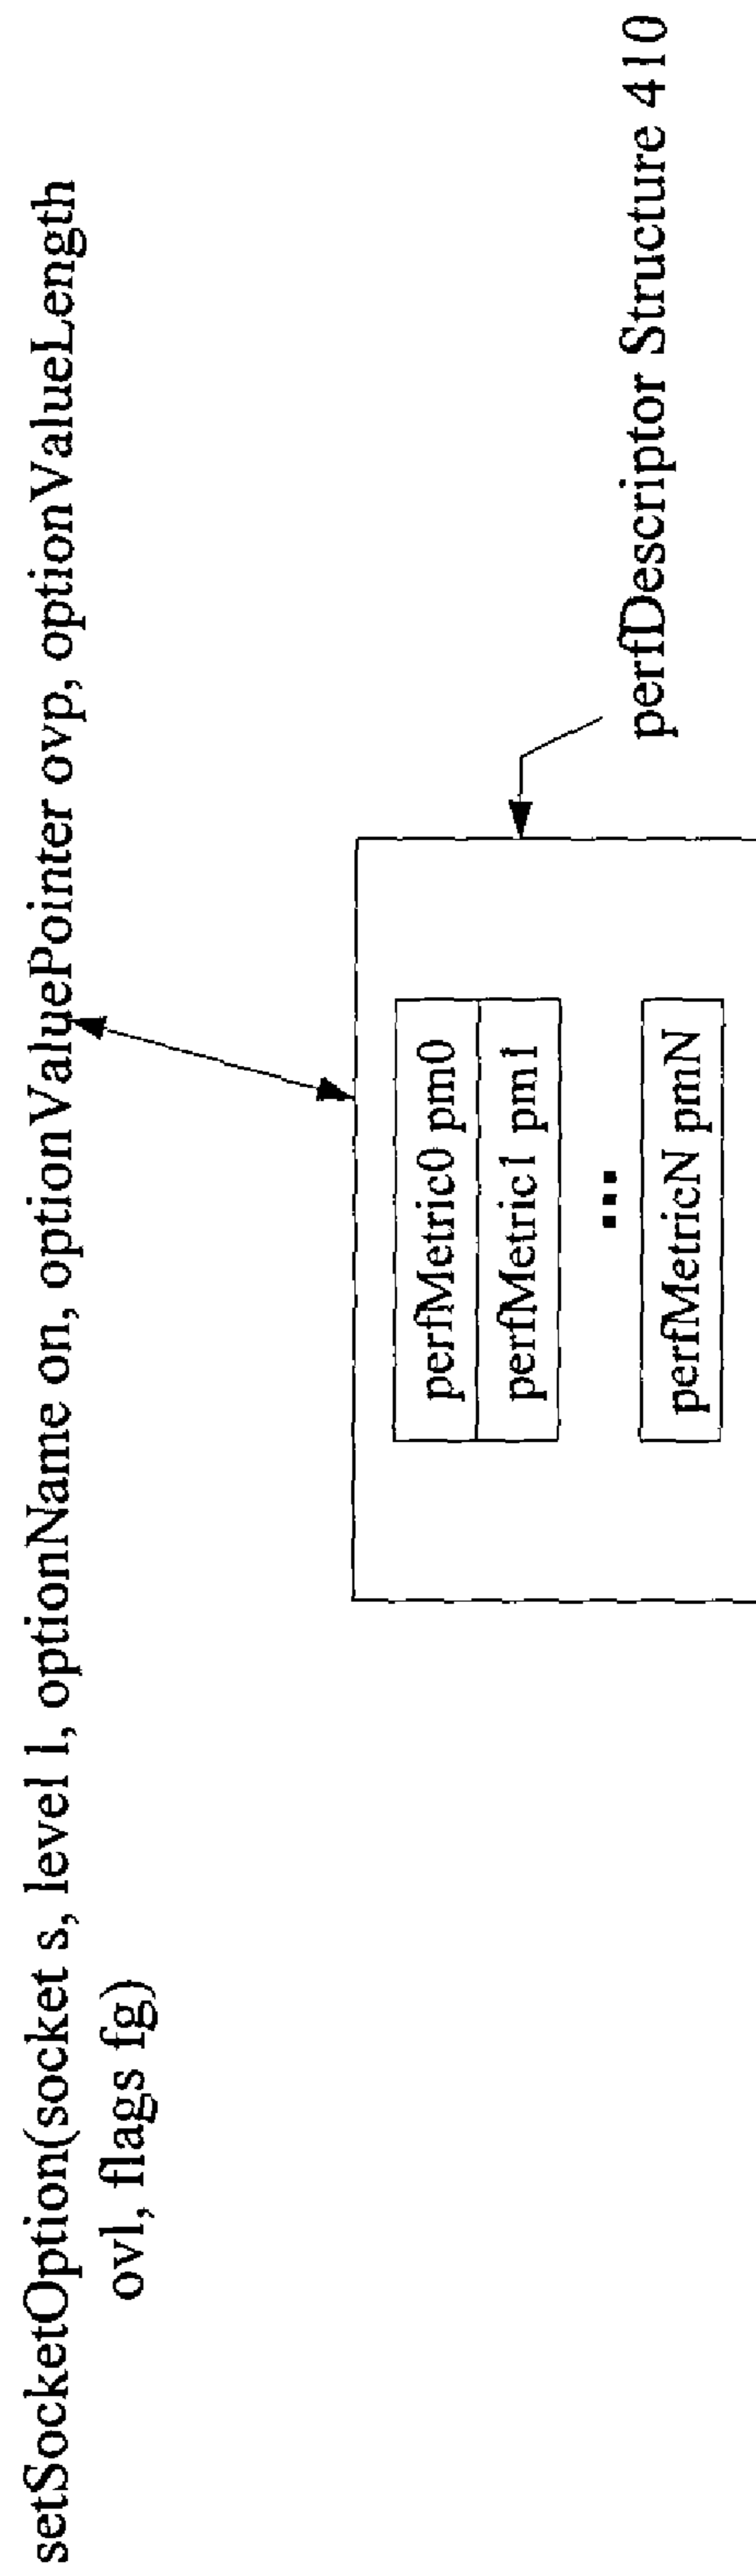 setSocketOption(socket s, level l, optionName on, optionValuePointer ovp, optionValueLength
ovl, flags fg)
perfDescriptor Structure 410
perfMetric0 pm0
perfMetric1 pm1
...
perfMetricN pmN